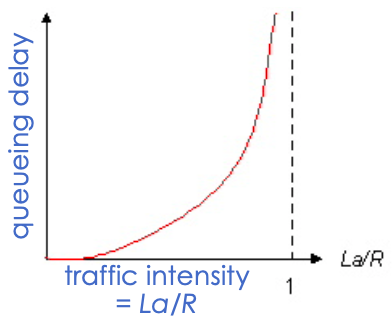 queueing delay
La/R
traffic intensity
= La/R
1